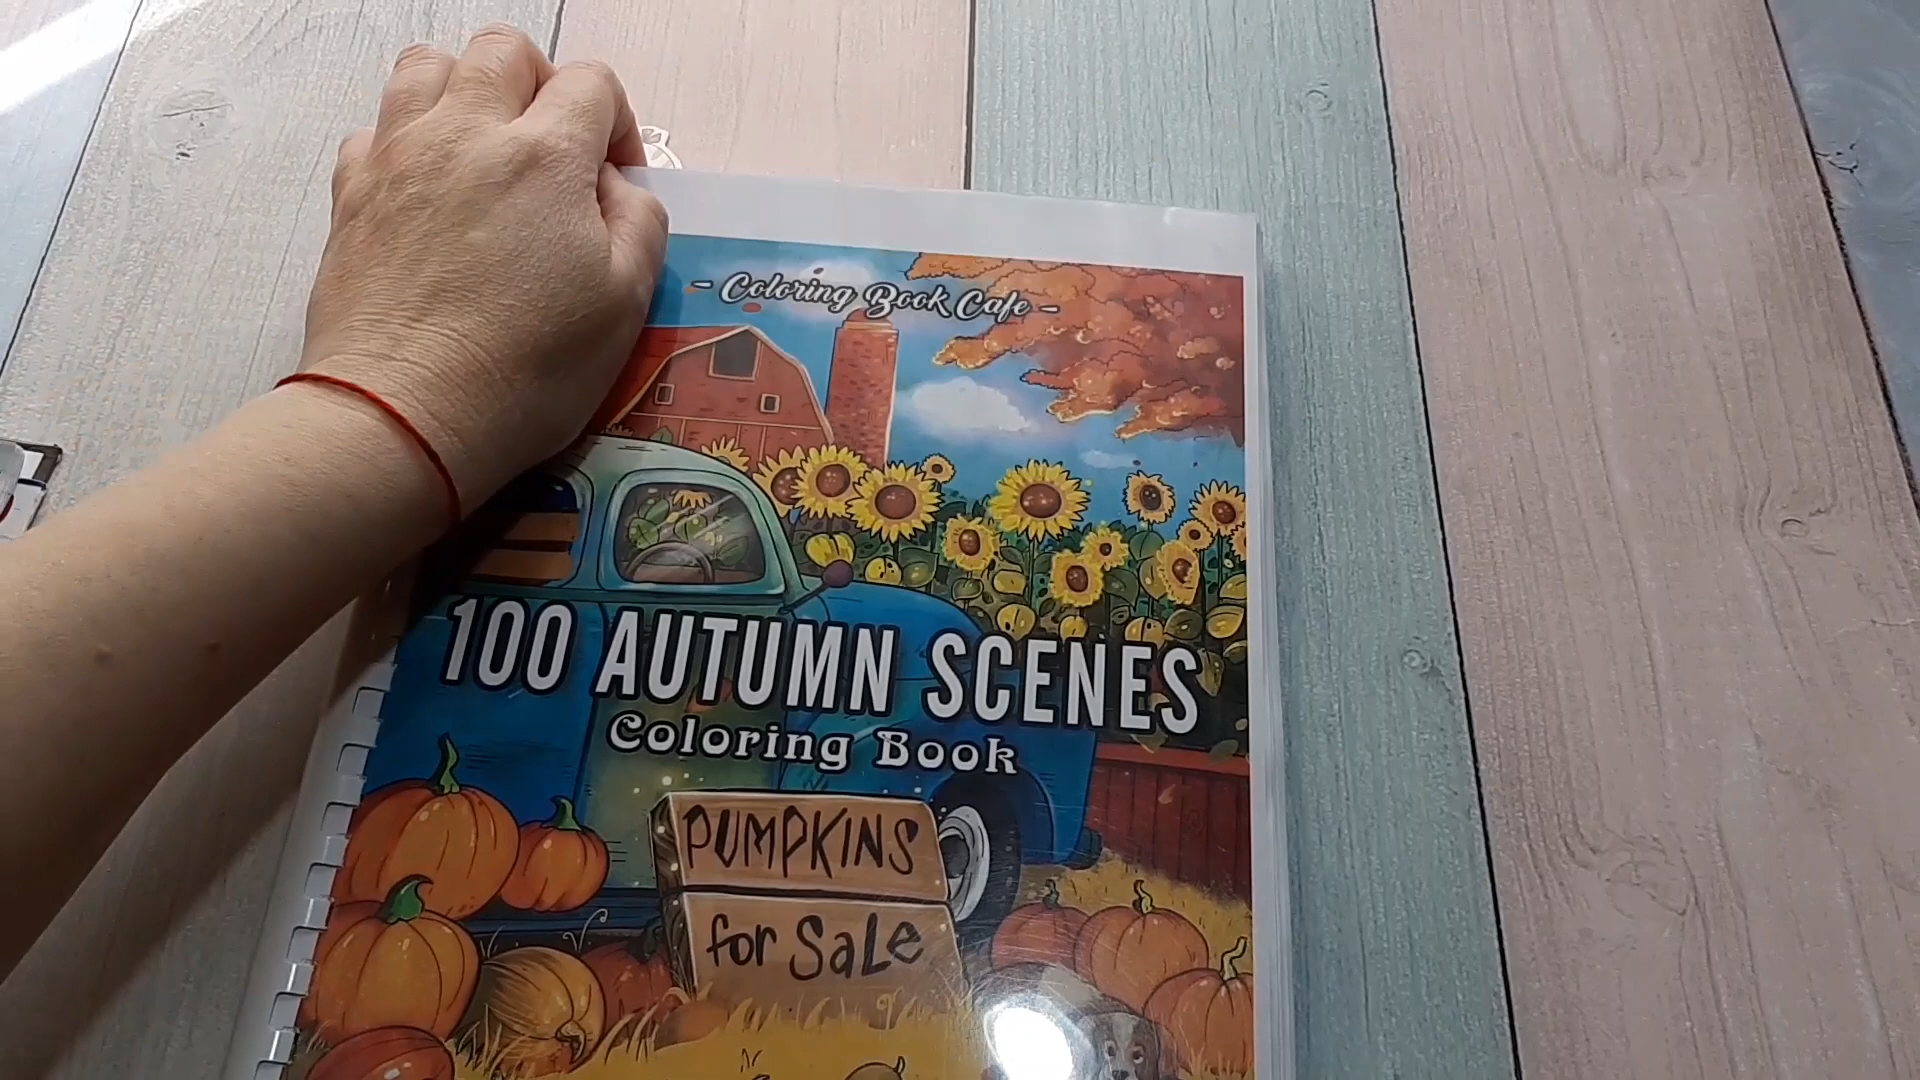 - Coloring Book Cafe -
100 AUTUMN SCENES
Coloring Book
PUMPKINS
for SaLe